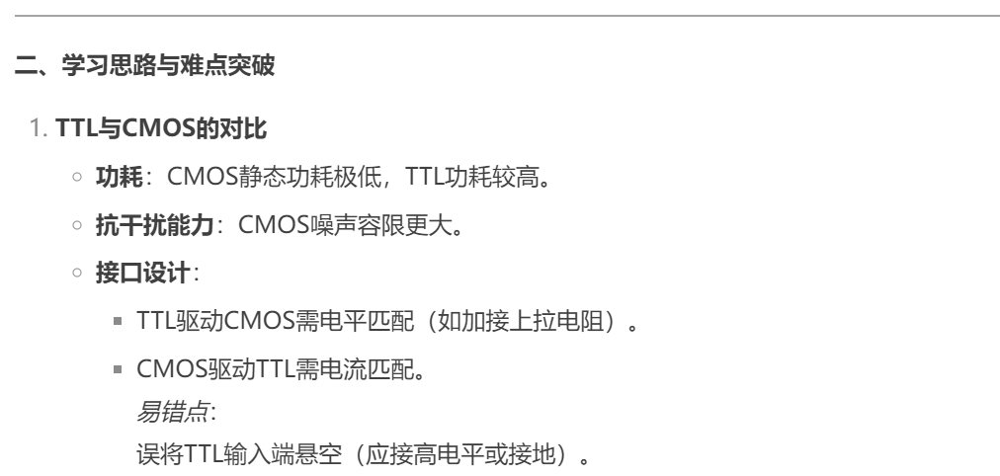 二、学习思路与难点突破
1. TTL与CMOS的对比
功耗：CMOS静态功耗极低，TTL功耗较高。
抗干扰能力：CMOS噪声容限更大。
接口设计：
TTL驱动CMOS需电平匹配（如加接上拉电阻）。
CMOS驱动TTL需电流匹配。
易错点：
误将TTL输入端悬空（应接高电平或接地）。